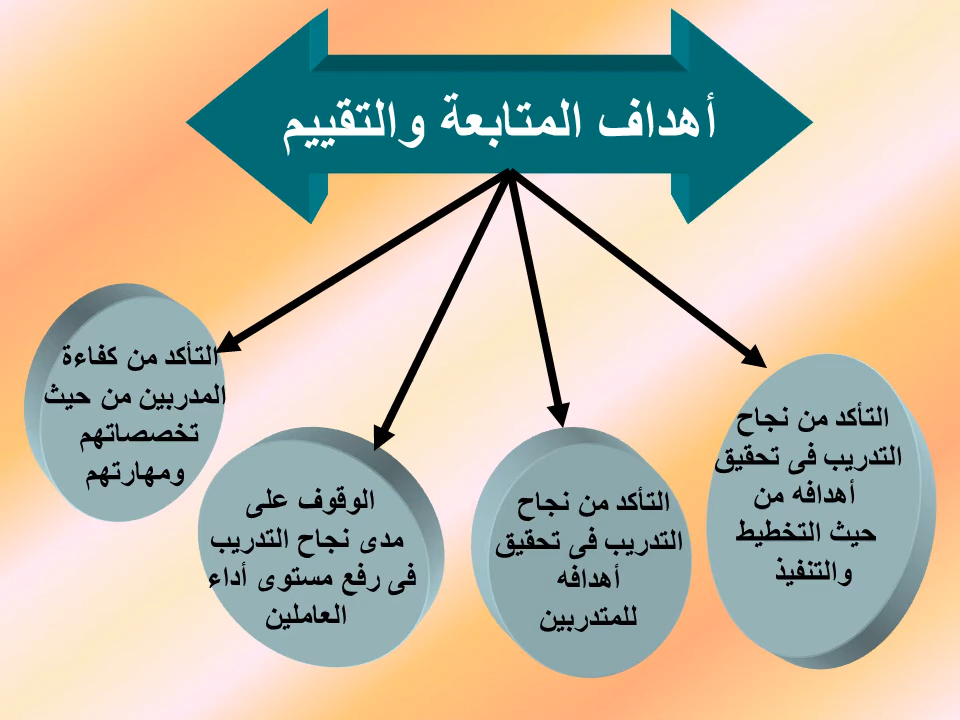 أهداف المتابعة والتقييم
التأكد من نجاح
التدريب فى تحقيق
أهدافه من
حيث التخطيط
والتنفيذ
التأكد من نجاح
التدريب فى تحقيق
أهدافه
للمتدربين
الوقوف على
مدى نجاح التدريب
فى رفع مستوى أداء
العاملين
التأكد من كفاءة
المدربين من حيث
تخصصاتهم
ومهارتهم